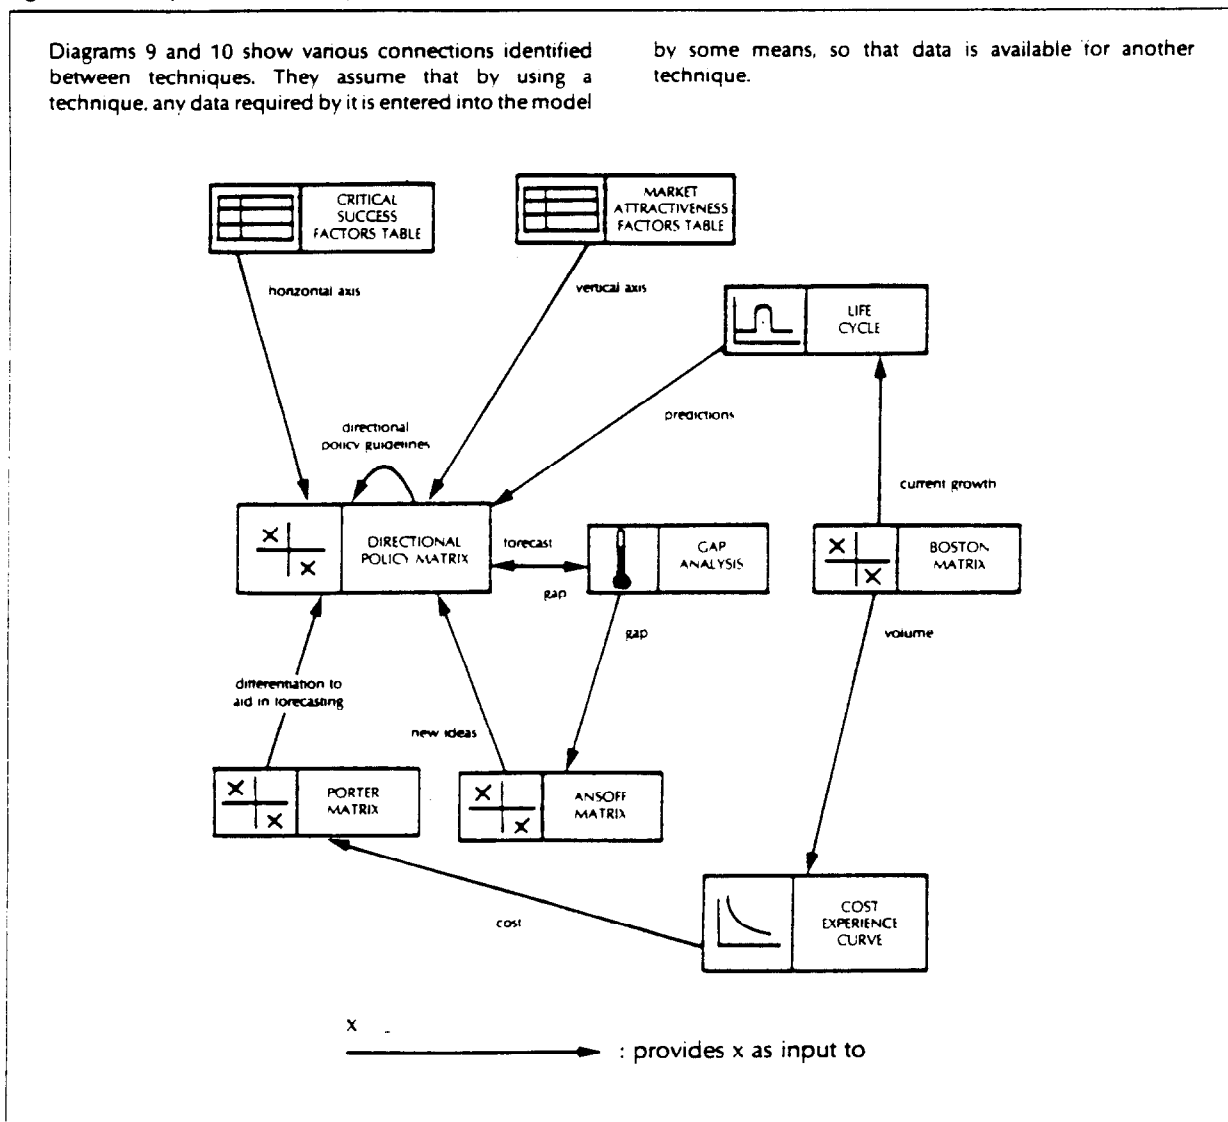 Diagrams 9 and 10 show various connections identified
between techniques. They assume that by using a
technique, any data required by it is entered into the model
by some means, so that data is available for another
technique.
CRITICAL
SUCCESS
FACTORS TABLE
MARKET
ATTRACTIVENESS
FACTORS TABLE
horizontal axis
vertical axis
LIFE
CYCLE
predictions
directional
policy guidelines
current growth
DIRECTIONAL
POLICY MATRIX
forecast
gap
GAP
ANALYSIS
BOSTON
MATRIX
gap
volume
differentiation to
aid in forecasting
new ideas
PORTER
MATRIX
ANSOFF
MATRIX
cost
COST
EXPERIENCE
CURVE
x
: provides x as input to